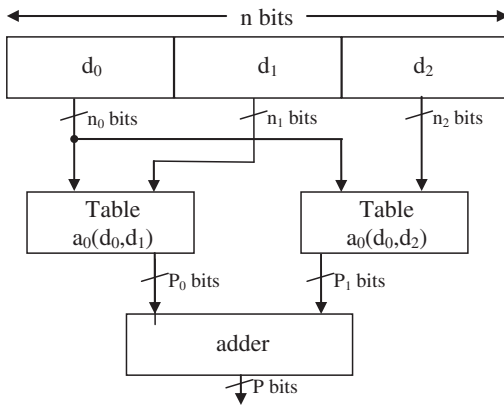 n bits
d₀ d₁ d₂
n₀ bits n₁ bits n₂ bits
Table Table
a₀(d₀,d₁) a₀(d₀,d₂)
P₀ bits P₁ bits
adder
P bits